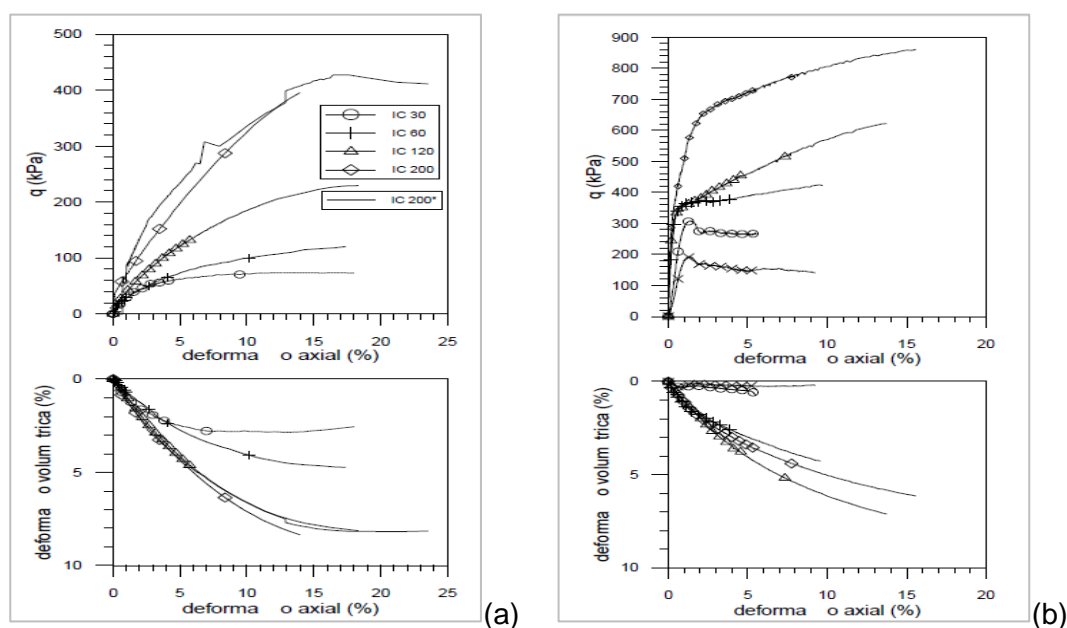 500
400
300
200
100
0
q (kPa)
IC 30
IC 60
IC 120
IC 200
IC 200*
0 5 10 15 20 25
deforma o axial (%)
0
5
10
deforma o volum trica (%)
0 5 10 15 20 25
deforma o axial (%)
(a)
900
800
700
600
500
400
300
200
100
0
q (kPa)
0 5 10 15 20
deforma o axial (%)
0
5
10
deforma o volum trica (%)
0 5 10 15 20
deforma o axial (%)
(b)